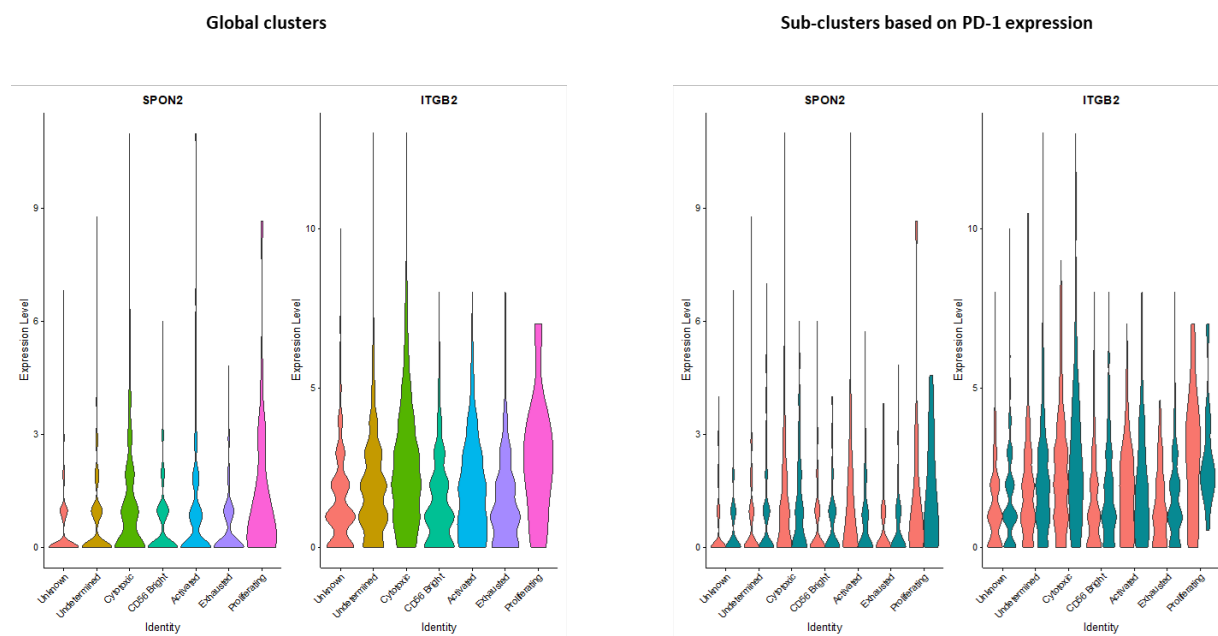 Global clusters
SPON2
ITGB2
Expression Level
9
6
3
0
Expression Level
10
5
0
Unknown
Undetermined
Cytotoxic
CD56 Bright
Activated
Exhausted
Proliferating
Identity
Unknown
Undetermined
Cytotoxic
CD56 Bright
Activated
Exhausted
Proliferating
Identity
Sub-clusters based on PD-1 expression
SPON2
ITGB2
Expression Level
9
6
3
0
Expression Level
10
5
0
Unknown
Undetermined
Cytotoxic
CD56 Bright
Activated
Exhausted
Proliferating
Identity
Unknown
Undetermined
Cytotoxic
CD56 Bright
Activated
Exhausted
Proliferating
Identity